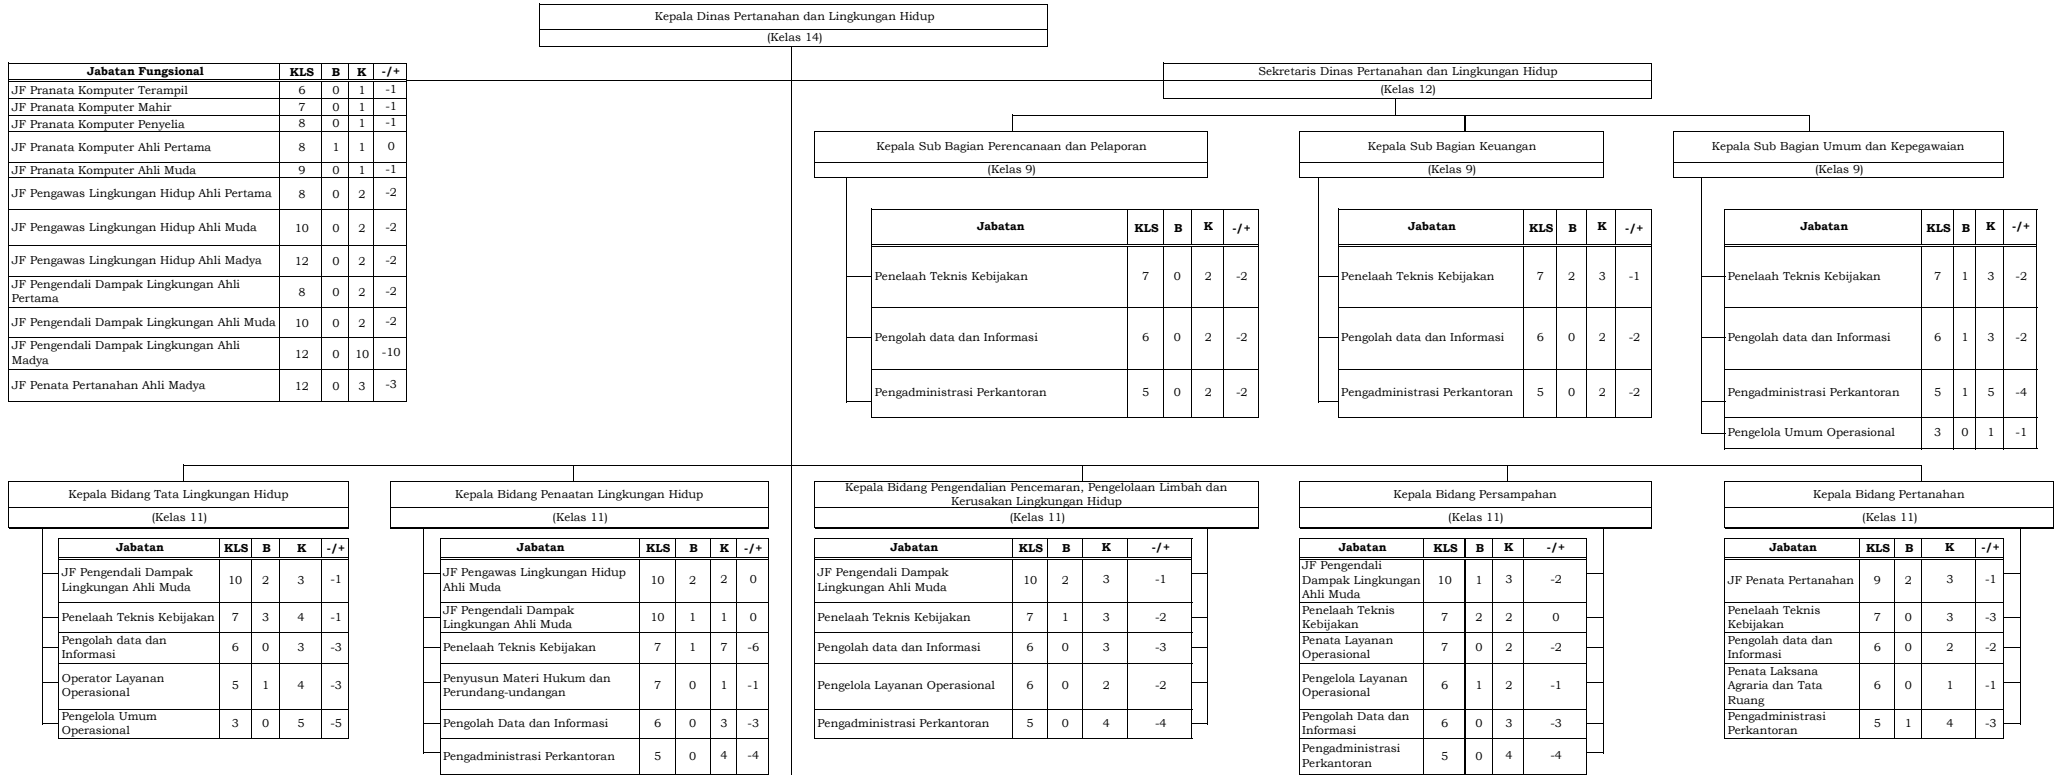 Kepala Dinas Pertanahan dan Lingkungan Hidup
(Kelas 14)
Jabatan Fungsional KLS B K -/+
JF Pranata Komputer Terampil 6 0 1 -1
JF Pranata Komputer Mahir 7 0 1 -1
JF Pranata Komputer Penyelia 8 0 1 -1
JF Pranata Komputer Ahli Pertama 8 1 1 0
JF Pranata Komputer Ahli Muda 9 0 1 -1
JF Pengawas Lingkungan Hidup Ahli Pertama 8 0 2 -2
JF Pengawas Lingkungan Hidup Ahli Muda 10 0 2 -2
JF Pengawas Lingkungan Hidup Ahli Madya 12 0 2 -2
JF Pengendali Dampak Lingkungan Ahli
Pertama 8 0 2 -2
JF Pengendali Dampak Lingkungan Ahli Muda 10 0 2 -2
JF Pengendali Dampak Lingkungan Ahli
Madya 12 0 10 -10
JF Penata Pertanahan Ahli Madya 12 0 3 -3
Sekretaris Dinas Pertanahan dan Lingkungan Hidup
(Kelas 12)
Kepala Sub Bagian Perencanaan dan Pelaporan
(Kelas 9)
Jabatan KLS B K -/+
Penelaah Teknis Kebijakan 7 0 2 -2
Pengolah data dan Informasi 6 0 2 -2
Pengadministrasi Perkantoran 5 0 2 -2
Kepala Sub Bagian Keuangan
(Kelas 9)
Jabatan KLS B K -/+
Penelaah Teknis Kebijakan 7 2 3 -1
Pengolah data dan Informasi 6 0 2 -2
Pengadministrasi Perkantoran 5 0 2 -2
Kepala Sub Bagian Umum dan Kepegawaian
(Kelas 9)
Jabatan KLS B K -/+
Penelaah Teknis Kebijakan 7 1 3 -2
Pengolah data dan Informasi 6 1 3 -2
Pengadministrasi Perkantoran 5 1 5 -4
Pengelola Umum Operasional 3 0 1 -1
Kepala Bidang Tata Lingkungan Hidup
(Kelas 11)
Jabatan KLS B K -/+
JF Pengendali Dampak
Lingkungan Ahli Muda 10 2 3 -1
Penelaah Teknis Kebijakan 7 3 4 -1
Pengolah data dan
Informasi 6 0 3 -3
Operator Layanan
Operasional 5 1 4 -3
Pengelola Umum
Operasional 3 0 5 -5
Kepala Bidang Penaatan Lingkungan Hidup
(Kelas 11)
Jabatan KLS B K -/+
JF Pengawas Lingkungan Hidup
Ahli Muda 10 2 2 0
JF Pengendali Dampak
Lingkungan Ahli Muda 10 1 1 0
Penelaah Teknis Kebijakan 7 1 7 -6
Penyusun Materi Hukum dan
Perundang-undangan 7 0 1 -1
Pengolah Data dan Informasi 6 0 3 -3
Pengadministrasi Perkantoran 5 0 4 -4
Kepala Bidang Pengendalian Pencemaran, Pengelolaan Limbah dan
Kerusakan Lingkungan Hidup
(Kelas 11)
Jabatan KLS B K -/+
JF Pengendali Dampak
Lingkungan Ahli Muda 10 2 3 -1
Penelaah Teknis Kebijakan 7 1 3 -2
Pengolah data dan Informasi 6 0 3 -3
Pengelola Layanan Operasional 6 0 2 -2
Pengadministrasi Perkantoran 5 0 4 -4
Kepala Bidang Persampahan
(Kelas 11)
Jabatan KLS B K -/+
JF Pengendali
Dampak Lingkungan
Ahli Muda 10 1 3 -2
Penelaah Teknis
Kebijakan 7 2 2 0
Penata Layanan
Operasional 7 0 2 -2
Pengelola Layanan
Operasional 6 1 2 -1
Pengolah Data dan
Informasi 6 0 3 -3
Pengadministrasi
Perkantoran 5 0 4 -4
Kepala Bidang Pertanahan
(Kelas 11)
Jabatan KLS B K -/+
JF Penata Pertanahan 9 2 3 -1
Penelaah Teknis
Kebijakan 7 0 3 -3
Pengolah data dan
Informasi 6 0 2 -2
Penata Laksana
Agraria dan Tata
Ruang 6 0 1 -1
Pengadministrasi
Perkantoran 5 1 4 -3